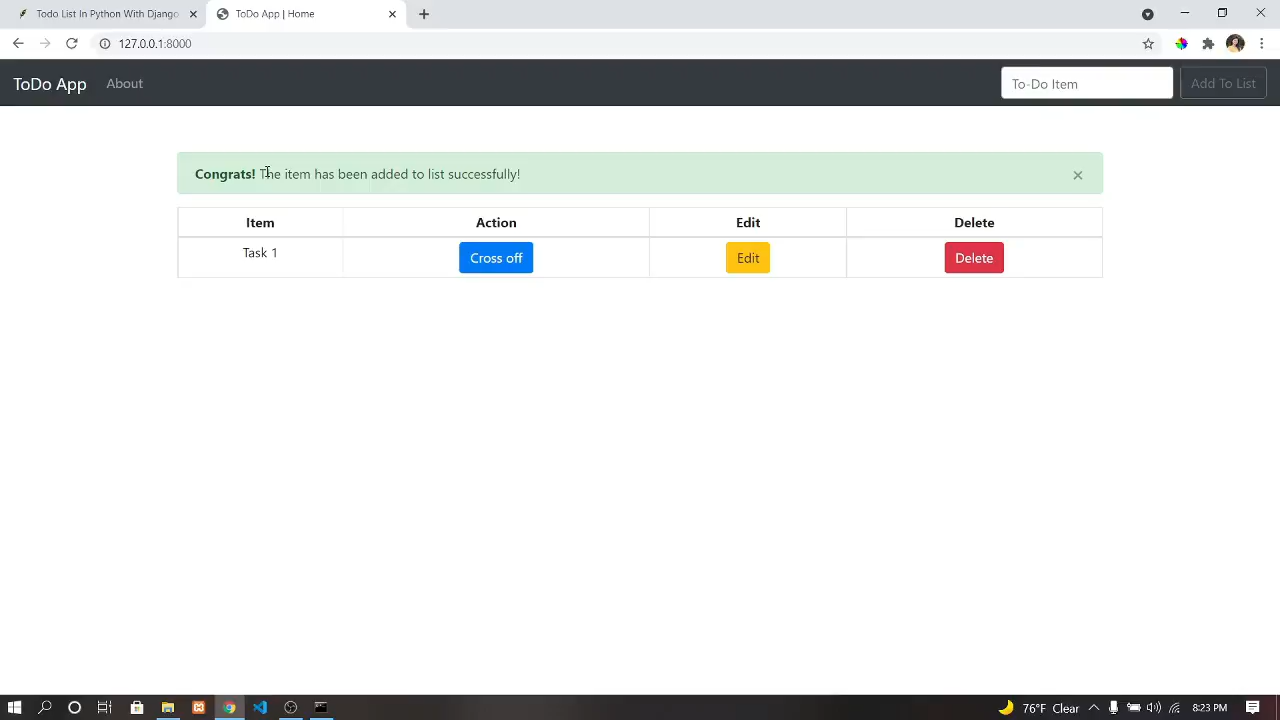 Todo List In Python With Django
ToDo App | Home
127.0.0.1:8000
ToDo App About To-Do Item Add To List
Congrats! The item has been added to list successfully! ×
Item Action Edit Delete
Task 1 Cross off Edit Delete
76°F Clear 8:23 PM